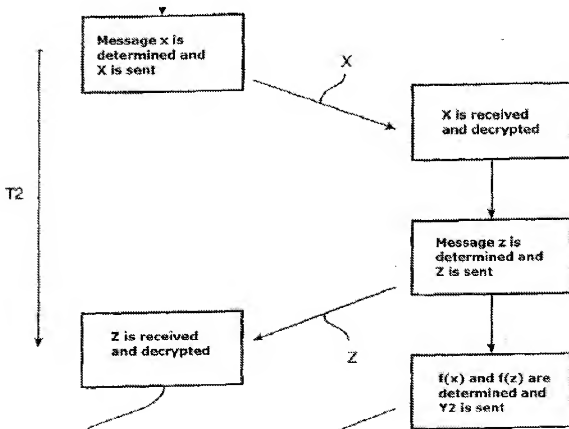 Message x is
determined and
X is sent
X
X is received
and decrypted
T2
Message z is
determined and
Z is sent
Z is received
and decrypted
Z
f(x) and f(z) are
determined and
Y2 is sent